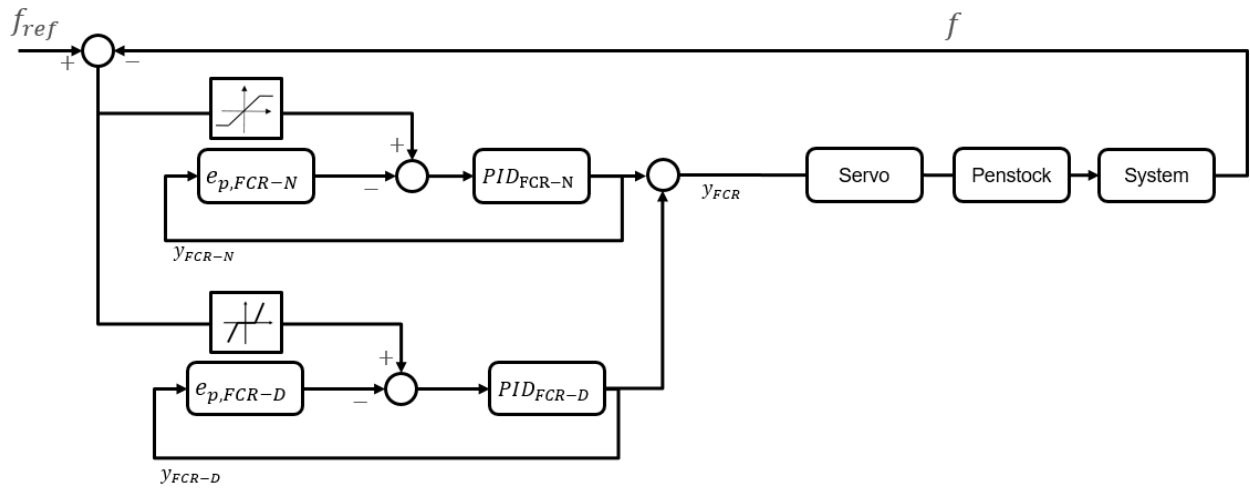 f_ref
f
+
−
+
e_p,FCR−N
−
PID_FCR−N
y_FCR
Servo
Penstock
System
y_FCR−N
+
e_p,FCR−D
−
PID_FCR−D
y_FCR−D